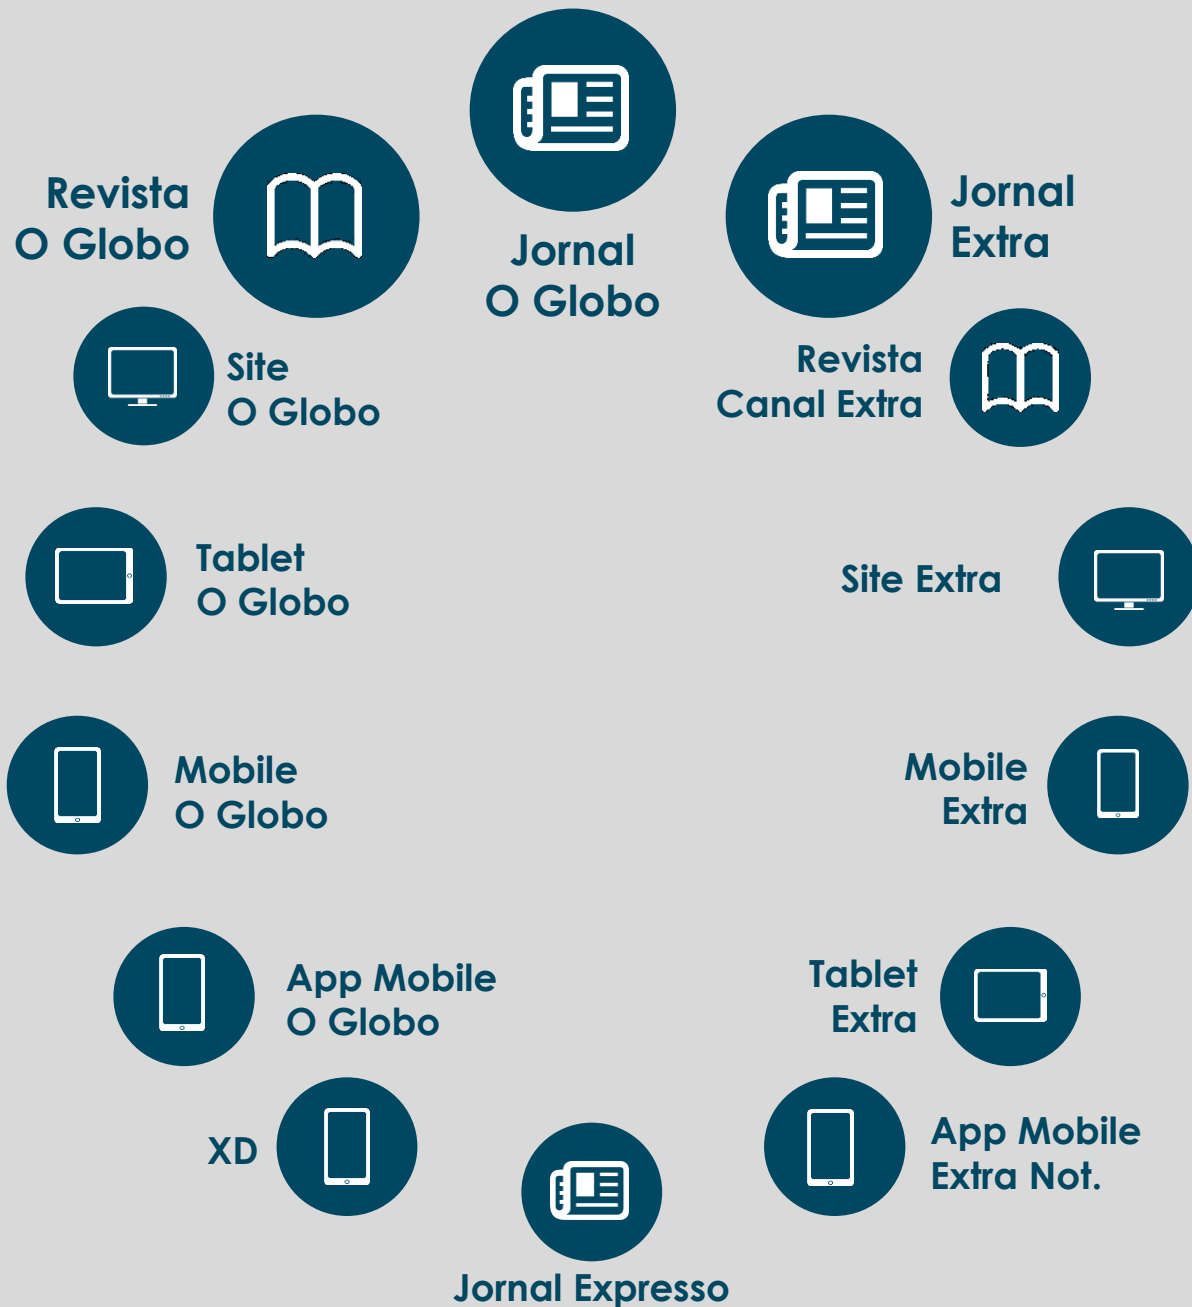 Revista
O Globo
Jornal
O Globo
Jornal
Extra
Site
O Globo
Revista
Canal Extra
Tablet
O Globo
Site Extra
Mobile
O Globo
Mobile
Extra
App Mobile
O Globo
Tablet
Extra
XD
App Mobile
Extra Not.
Jornal Expresso